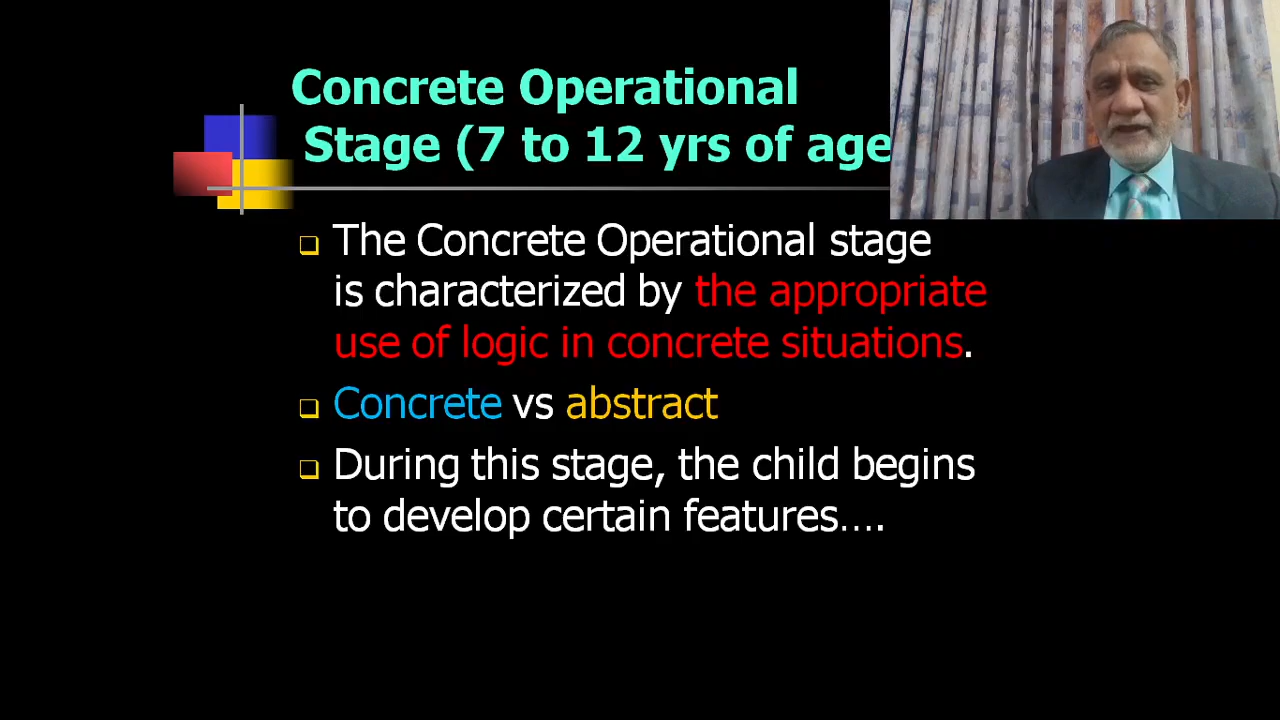 Concrete Operational
Stage (7 to 12 yrs of age
The Concrete Operational stage
is characterized by the appropriate
use of logic in concrete situations.
Concrete vs abstract
During this stage, the child begins
to develop certain features….